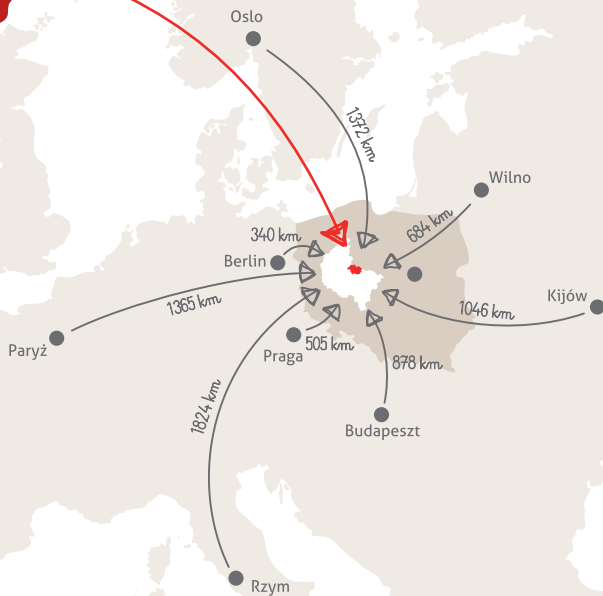 Oslo
1372 km
Wilno
684 km
340 km
Berlin
1365 km
Kijów
1046 km
Paryż
505 km
Praga
878 km
1824 km
Budapeszt
Rzym